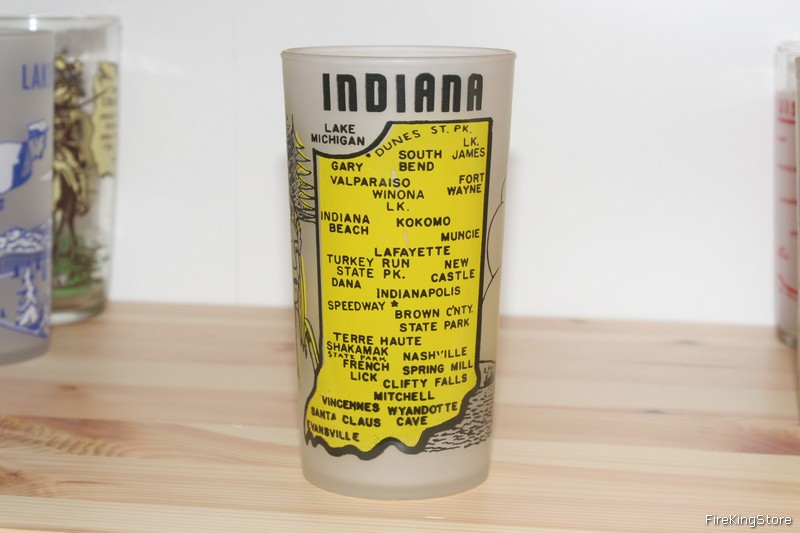 INDIANA
LAKE
MICHIGAN
DUNES ST. PK.
LK.
JAMES
GARY
SOUTH
BEND
VALPARAISO
FORT
WAYNE
WINONA
LK.
INDIANA
BEACH
KOKOMO
MUNCIE
LAFAYETTE
TURKEY RUN
STATE PK.
NEW
CASTLE
DANA
INDIANAPOLIS
SPEEDWAY
BROWN C'NTY.
STATE PARK
TERRE HAUTE
SHAKAMAK
STATE PARK
NASHVILLE
FRENCH
LICK
SPRING MILL
CLIFTY FALLS
MITCHELL
VINCENNES
WYANDOTTE
CAVE
SANTA CLAUS
EVANSVILLE
LAK
FireKingStore